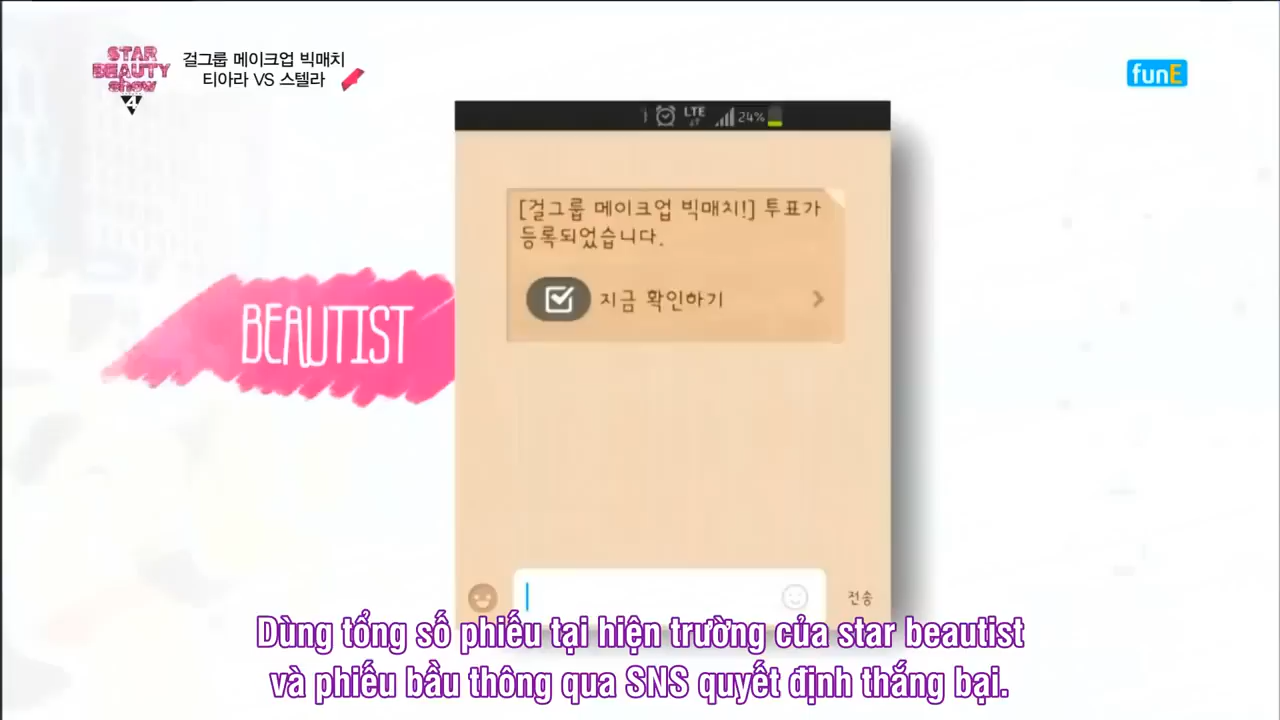 STAR
BEAUTY
show
4
걸그룹 메이크업 빅매치
티아라 VS 스텔라
funE
LTE
24%
[걸그룹 메이크업 빅매치!] 투표가
등록되었습니다.
지금 확인하기
BEAUTIST
전송
Dùng tổng số phiếu tại hiện trường của star beautist
và phiếu bầu thông qua SNS quyết định thắng bại.